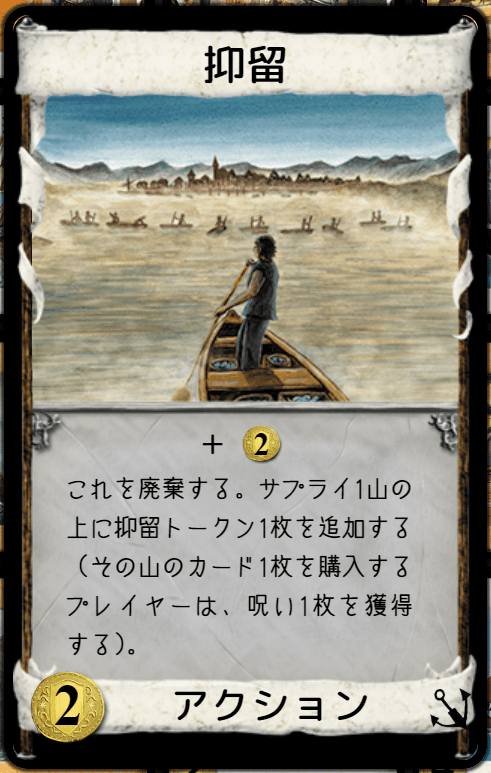 抑留
+ 2
これを廃棄する。サプライ1山の
上に抑留トークン1枚を追加する
(その山のカード1枚を購入する
プレイヤーは、呪い1枚を獲得
する)。
2 アクション